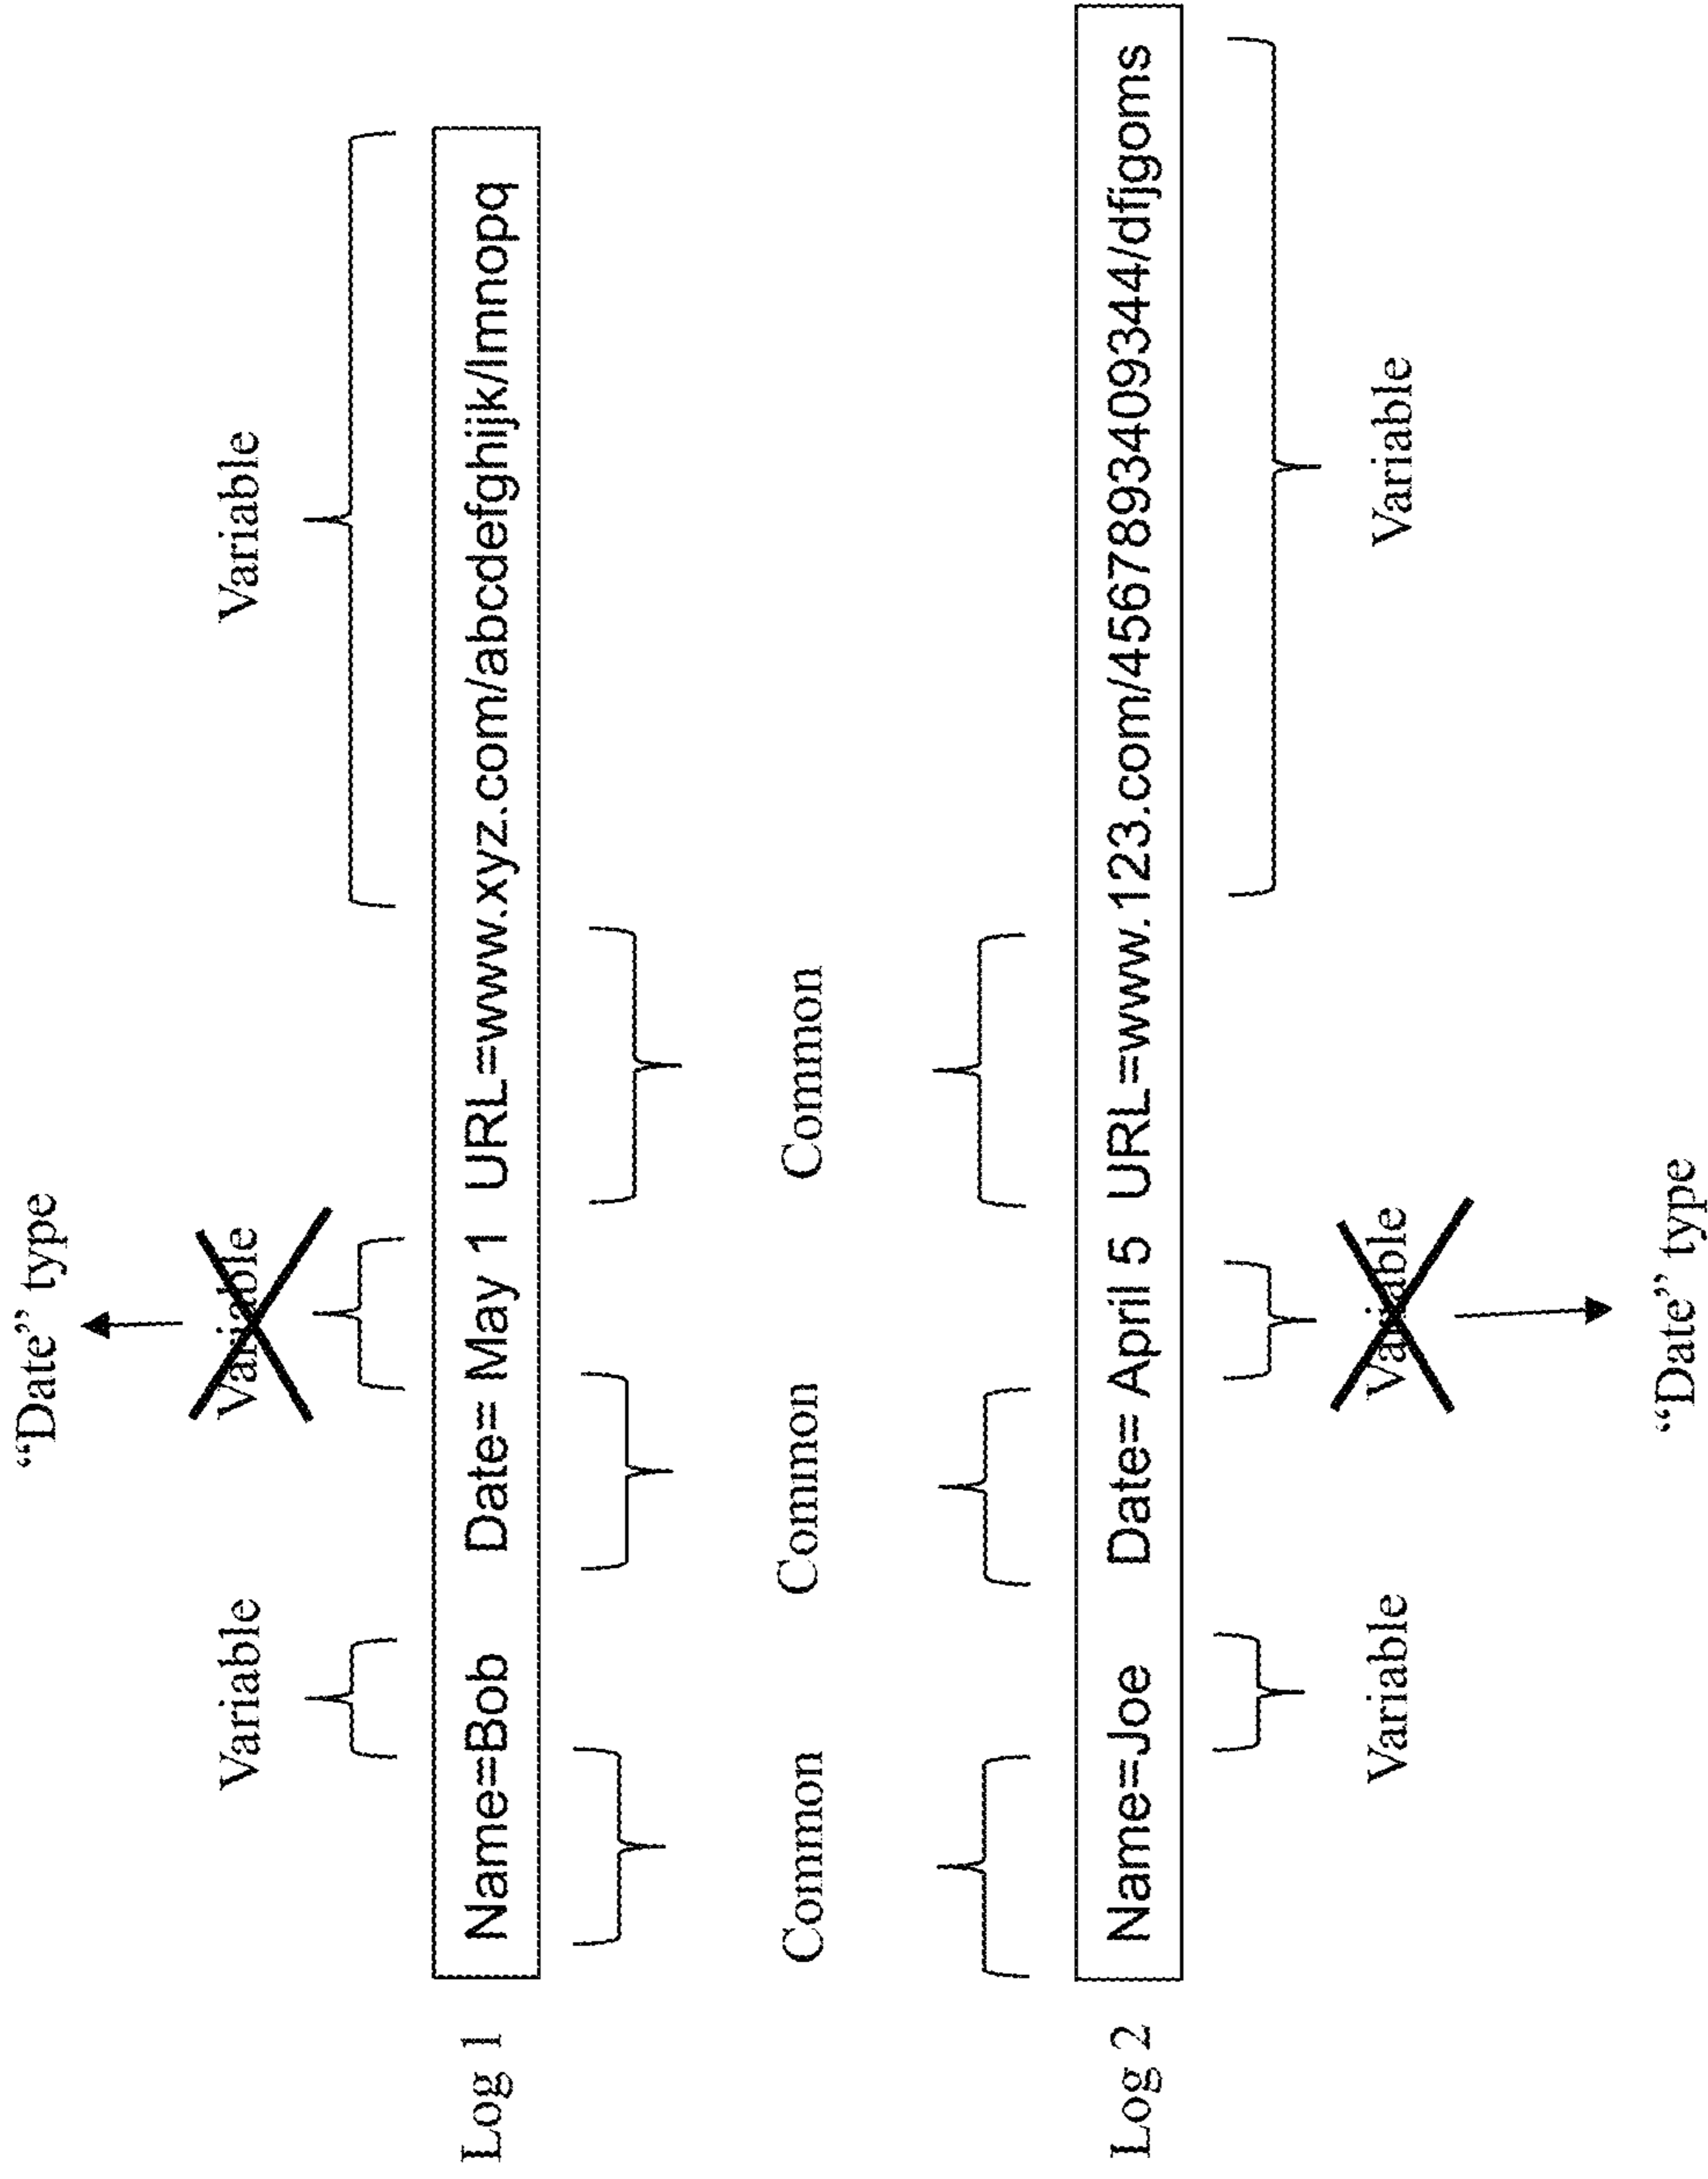 “Date” type
Variable Variable Variable
Log 1 Name=Bob Date= May 1 URL=www.xyz.com/abcdefghijk/lmnopq
Common Common Common
Log 2 Name=Joe Date= April 5 URL=www.123.com/4567893409344/dfjgoms
Variable Variable Variable
“Date” type